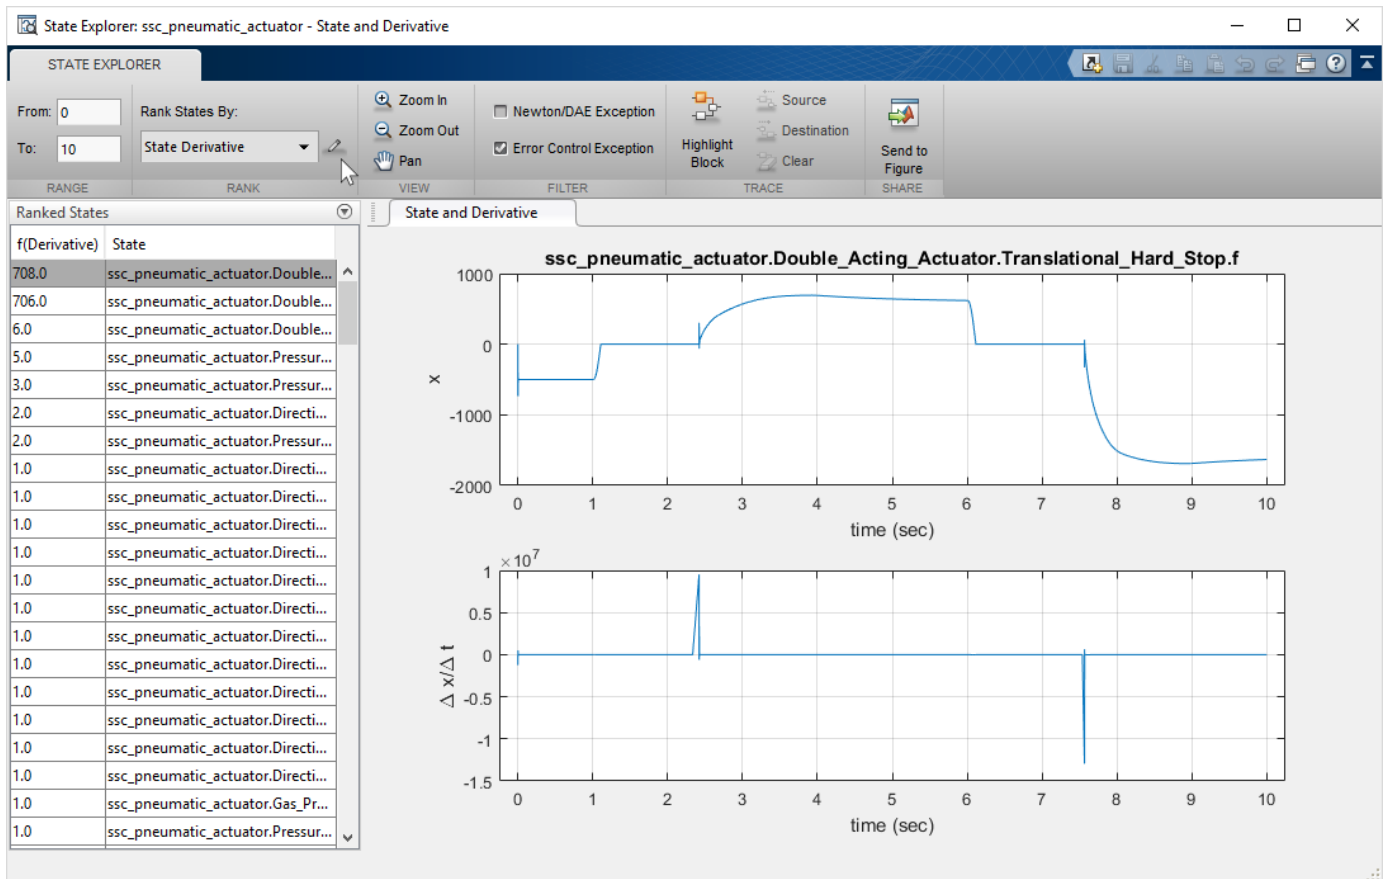 State Explorer: ssc_pneumatic_actuator - State and Derivative
STATE EXPLORER
From: 0
To: 10
RANGE
Rank States By:
State Derivative
RANK
Zoom In
Zoom Out
Pan
VIEW
Newton/DAE Exception
Error Control Exception
FILTER
Highlight
Block
Source
Destination
Clear
TRACE
Send to
Figure
SHARE
Ranked States
f(Derivative) State
708.0 ssc_pneumatic_actuator.Double...
706.0 ssc_pneumatic_actuator.Double...
6.0 ssc_pneumatic_actuator.Double...
5.0 ssc_pneumatic_actuator.Pressur...
3.0 ssc_pneumatic_actuator.Pressur...
2.0 ssc_pneumatic_actuator.Directi...
2.0 ssc_pneumatic_actuator.Pressur...
1.0 ssc_pneumatic_actuator.Directi...
1.0 ssc_pneumatic_actuator.Directi...
1.0 ssc_pneumatic_actuator.Directi...
1.0 ssc_pneumatic_actuator.Directi...
1.0 ssc_pneumatic_actuator.Directi...
1.0 ssc_pneumatic_actuator.Directi...
1.0 ssc_pneumatic_actuator.Directi...
1.0 ssc_pneumatic_actuator.Directi...
1.0 ssc_pneumatic_actuator.Directi...
1.0 ssc_pneumatic_actuator.Directi...
1.0 ssc_pneumatic_actuator.Directi...
1.0 ssc_pneumatic_actuator.Directi...
1.0 ssc_pneumatic_actuator.Gas_Pr...
1.0 ssc_pneumatic_actuator.Pressur...
State and Derivative
ssc_pneumatic_actuator.Double_Acting_Actuator.Translational_Hard_Stop.f
1000
0
-1000
-2000
x
0 1 2 3 4 5 6 7 8 9 10
time (sec)
×10^7
1
0.5
0
-0.5
-1
-1.5
Δ x/Δ t
0 1 2 3 4 5 6 7 8 9 10
time (sec)